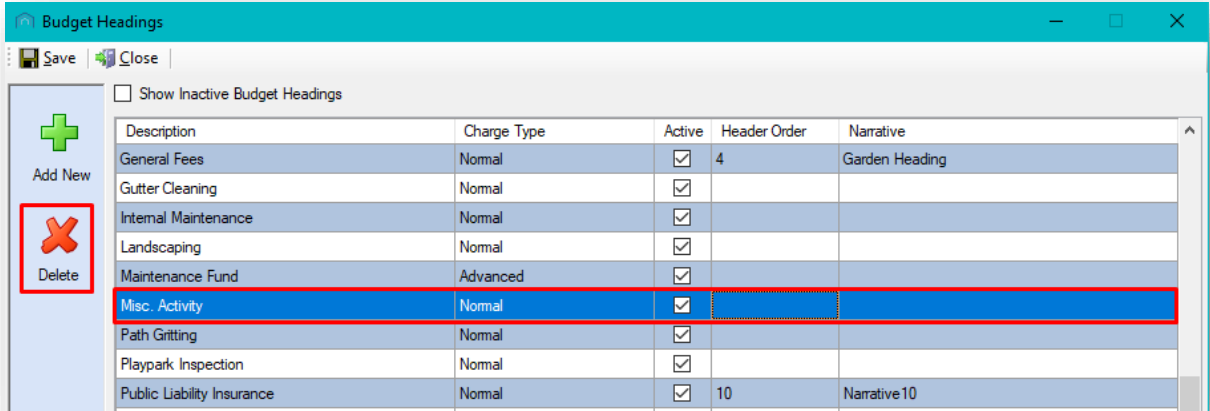 Budget Headings
Save Close
Show Inactive Budget Headings
Add New
Delete
Description Charge Type Active Header Order Narrative
General Fees Normal 4 Garden Heading
Gutter Cleaning Normal
Internal Maintenance Normal
Landscaping Normal
Maintenance Fund Advanced
Misc. Activity Normal
Path Gritting Normal
Playpark Inspection Normal
Public Liability Insurance Normal 10 Narrative10